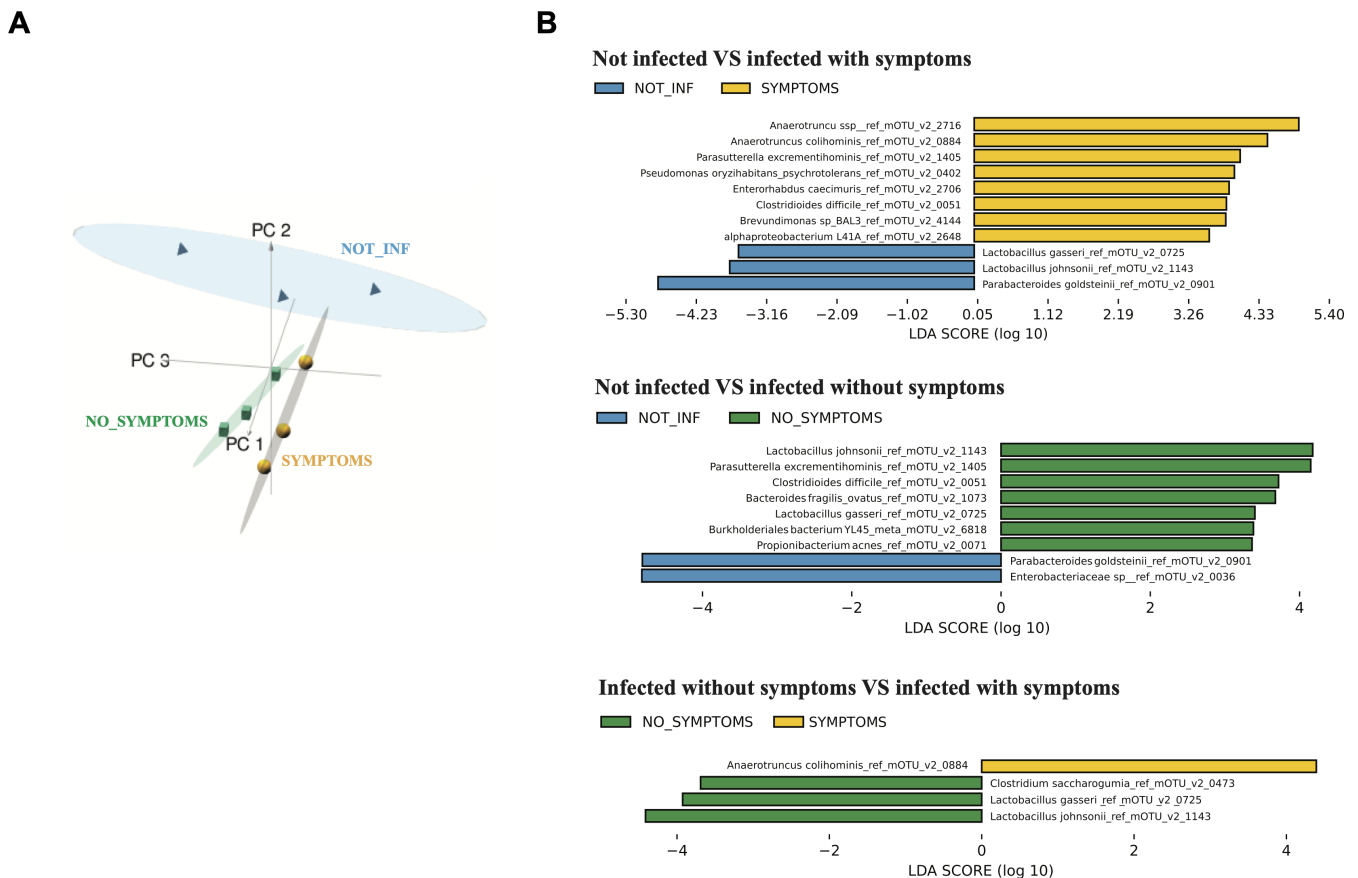 A
PC 2
NOT_INF
PC 3
NO_SYMPTOMS
PC 1
SYMPTOMS
B
Not infected VS infected with symptoms
NOT_INF SYMPTOMS
Anaerotruncu ssp__ref_mOTU_v2_2716
Anaerotruncus colihominis_ref_mOTU_v2_0884
Parasutterella excrementihominis_ref_mOTU_v2_1405
Pseudomonas oryzihabitans_psychrotolerans_ref_mOTU_v2_0402
Enterorhabdus caecimuris_ref_mOTU_v2_2706
Clostridioides difficile_ref_mOTU_v2_0051
Brevundimonas sp_BAL3_ref_mOTU_v2_4144
alphaproteobacterium L41A_ref_mOTU_v2_2648
Lactobacillus gasseri_ref_mOTU_v2_0725
Lactobacillus johnsonii_ref_mOTU_v2_1143
Parabacteroides goldsteinii_ref_mOTU_v2_0901
−5.30 −4.23 −3.16 −2.09 −1.02 0.05 1.12 2.19 3.26 4.33 5.40
LDA SCORE (log 10)
Not infected VS infected without symptoms
NOT_INF NO_SYMPTOMS
Lactobacillus johnsonii_ref_mOTU_v2_1143
Parasutterella excrementihominis_ref_mOTU_v2_1405
Clostridioides difficile_ref_mOTU_v2_0051
Bacteroides fragilis_ovatus_ref_mOTU_v2_1073
Lactobacillus gasseri_ref_mOTU_v2_0725
Burkholderiales bacterium YL45_meta_mOTU_v2_6818
Propionibacterium acnes_ref_mOTU_v2_0071
Parabacteroides goldsteinii_ref_mOTU_v2_0901
Enterobacteriaceae sp__ref_mOTU_v2_0036
−4 −2 0 2 4
LDA SCORE (log 10)
Infected without symptoms VS infected with symptoms
NO_SYMPTOMS SYMPTOMS
Anaerotruncus colihominis_ref_mOTU_v2_0884
Clostridium saccharogumia_ref_mOTU_v2_0473
Lactobacillus gasseri_ref_mOTU_v2_0725
Lactobacillus johnsonii_ref_mOTU_v2_1143
−4 −2 0 2 4
LDA SCORE (log 10)